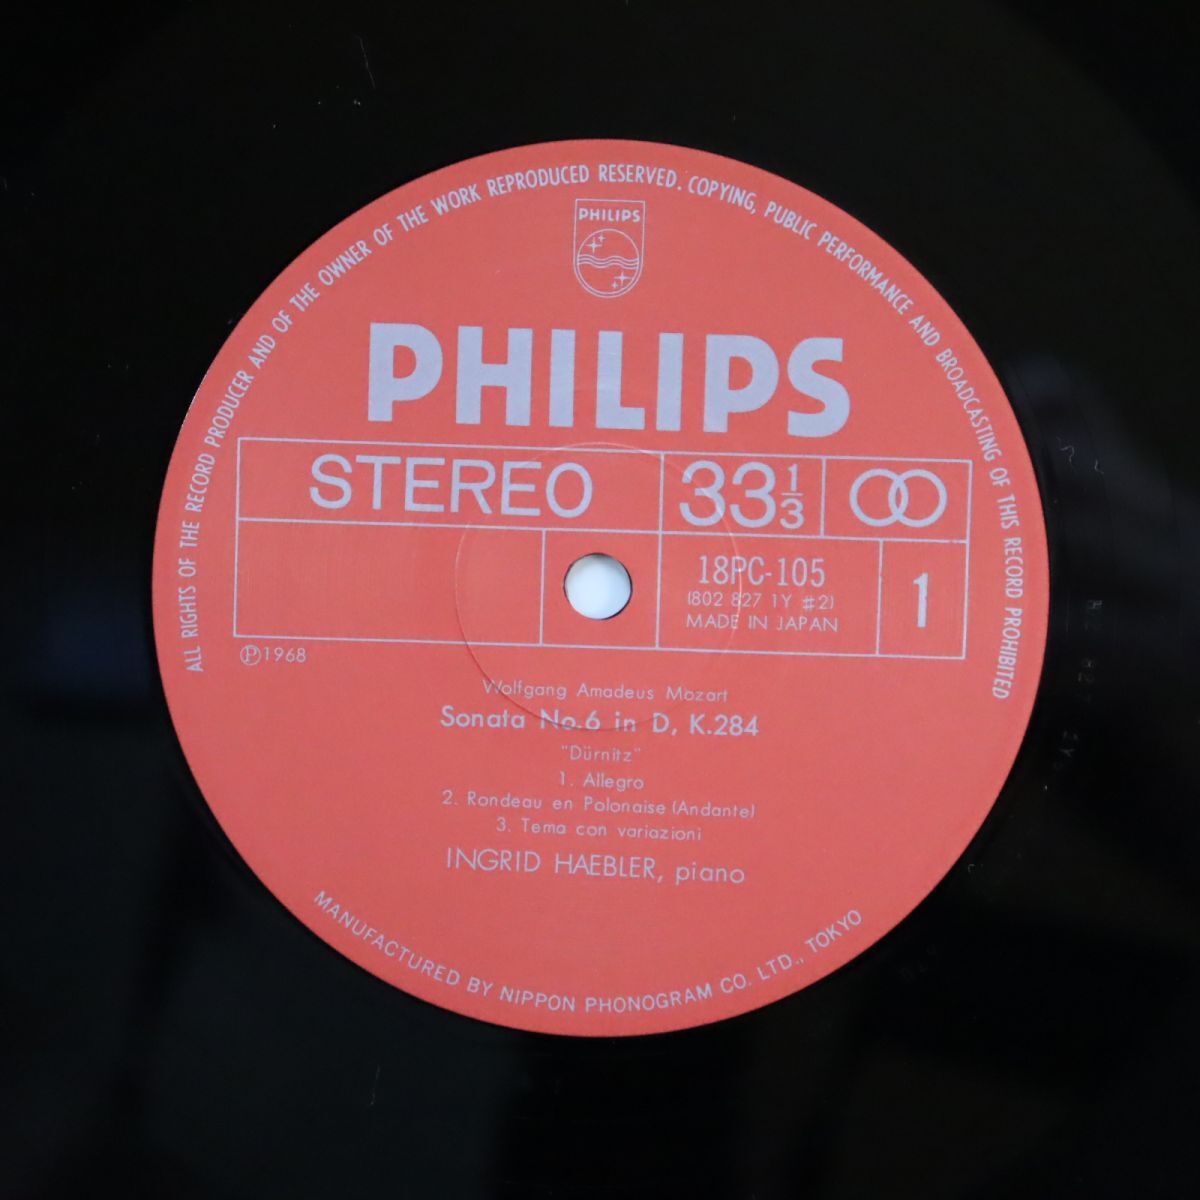 ALL RIGHTS OF THE RECORD PRODUCER AND OF THE OWNER OF THE WORK REPRODUCED RESERVED. COPYING, PUBLIC PERFORMANCE AND BROADCASTING OF THIS RECORD PROHIBITED
PHILIPS
PHILIPS
STEREO
33 1/3
18PC-105
(802 827 1Y #2)
MADE IN JAPAN
1
Ⓟ1968
Wolfgang Amadeus Mozart
Sonata No.6 in D, K.284
"Dürnitz"
1. Allegro
2. Rondeau en Polonaise (Andante)
3. Tema con variazioni
INGRID HAEBLER, piano
MANUFACTURED BY NIPPON PHONOGRAM CO. LTD., TOKYO